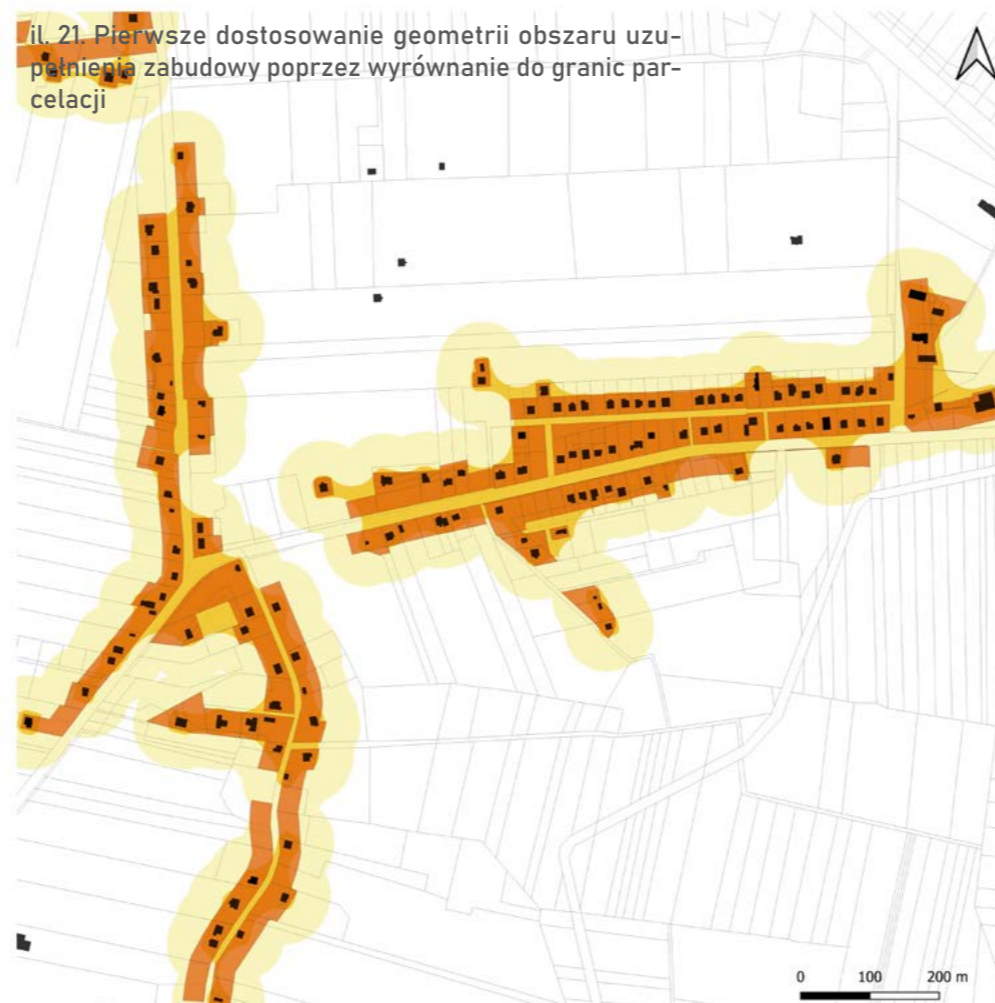 il. 21. Pierwsze dostosowanie geometrii obszaru uzu-
pełnienia zabudowy poprzez wyrównanie do granic par-
celacji
0 100 200 m